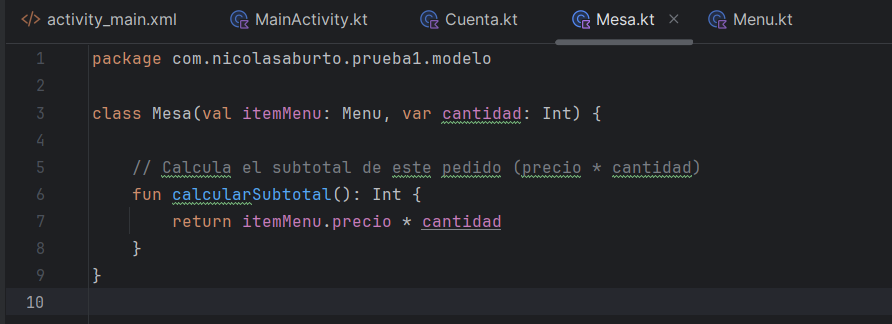 activity_main.xml MainActivity.kt Cuenta.kt Mesa.kt Menu.kt
1 package com.nicolasaburto.prueba1.modelo
2
3 class Mesa(val itemMenu: Menu, var cantidad: Int) {
4
5 // Calcula el subtotal de este pedido (precio * cantidad)
6 fun calcularSubtotal(): Int {
7 return itemMenu.precio * cantidad
8 }
9 }
10